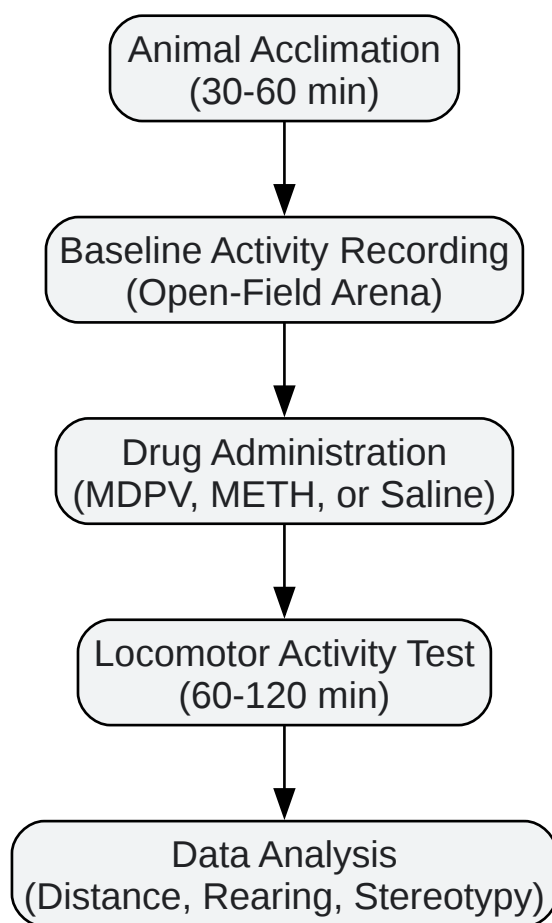 Animal Acclimation
(30-60 min)
Baseline Activity Recording
(Open-Field Arena)
Drug Administration
(MDPV, METH, or Saline)
Locomotor Activity Test
(60-120 min)
Data Analysis
(Distance, Rearing, Stereotypy)